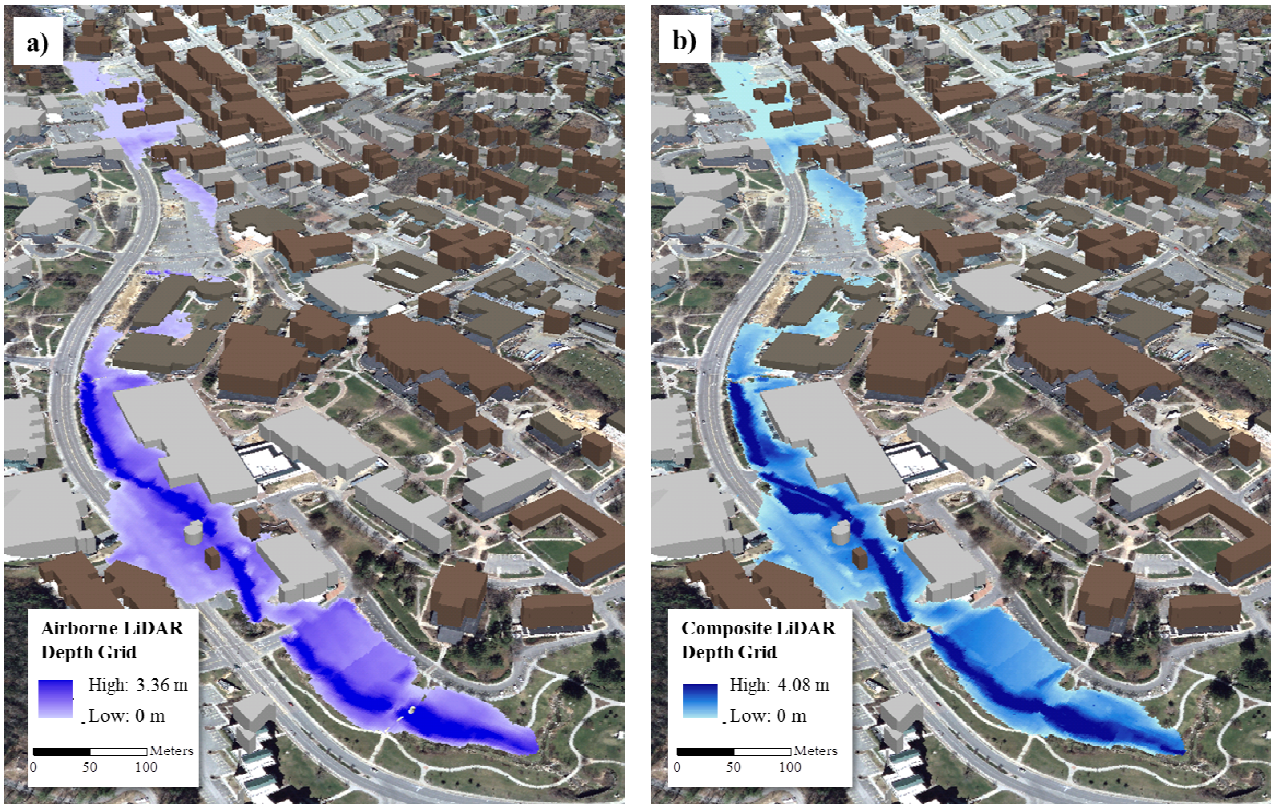 a)
Airborne LiDAR
Depth Grid
High: 3.36 m
Low: 0 m
Meters
0 50 100
b)
Composite LiDAR
Depth Grid
High: 4.08 m
Low: 0 m
Meters
0 50 100